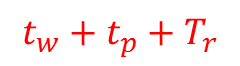 t_w + t_p + T_r